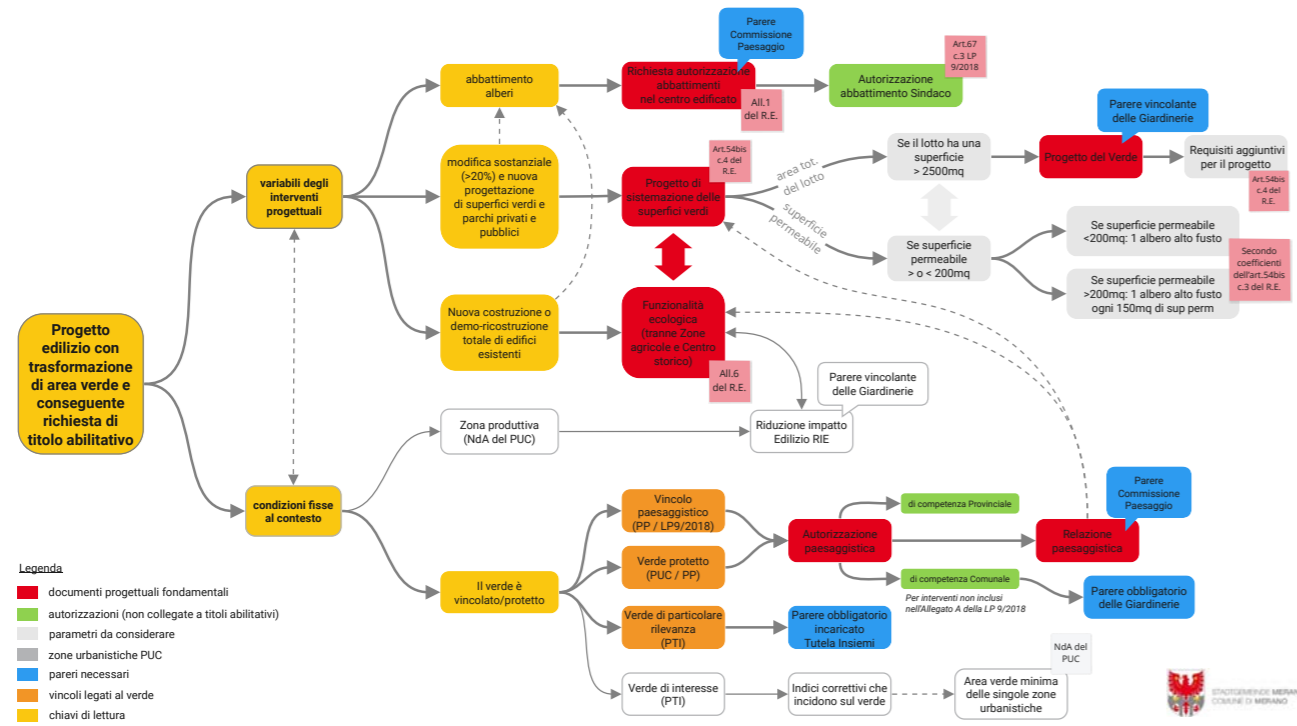 Parere
Commissione
Paesaggio
Art.67
c.3 LP
9/2018
abbattimento
alberi
Richiesta autorizzazione
abbattimenti
nel centro edificato
All.1
del R.E.
Autorizzazione
abbattimento Sindaco
Parere vincolante
delle Giardinerie
variabili degli
interventi
progettuali
modifica sostanziale
(>20%) e nuova
progettazione
di superfici verdi e
parchi privati e
pubblici
Art.54bis
c.4 del
R.E.
Progetto di
sistemazione delle
superfici verdi
area tot.
del lotto
superficie
permeabile
Se il lotto ha una
superficie
> 2500mq
Progetto del Verde
Requisiti aggiuntivi
per il progetto
Art.54bis
c.4 del
R.E.
Se superficie
permeabile
> o < 200mq
Se superficie permeabile
<200mq: 1 albero alto fusto
Se superficie permeabile
>200mq: 1 albero alto fusto
ogni 150mq di sup perm
Secondo
coefficienti
dell'art.54bis
c.3 del R.E.
Nuova costruzione o
demo-ricostruzione
totale di edifici
esistenti
Funzionalità
ecologica
(tranne Zone
agricole e Centro
storico)
All.6
del R.E.
Progetto
edilizio con
trasformazione
di area verde e
conseguente
richiesta di
titolo abilitativo
Parere vincolante
delle Giardinerie
Zona produttiva
(NdA del PUC)
Riduzione impatto
Edilizio RIE
condizioni fisse
al contesto
Il verde è
vincolato/protetto
Vincolo
paesaggistico
(PP / LP9/2018)
Verde protetto
(PUC / PP)
Verde di particolare
rilevanza
(PTI)
Parere obbligatorio
incaricato
Tutela Insiemi
Autorizzazione
paesaggistica
di competenza Provinciale
di competenza Comunale
Per interventi non inclusi
nell'Allegato A della LP 9/2018
Relazione
paesaggistica
Parere
Commissione
Paesaggio
Parere obbligatorio
delle Giardinerie
Verde di interesse
(PTI)
Indici correttivi che
incidono sul verde
Area verde minima
delle singole zone
urbanistiche
NdA del
PUC
Legenda
documenti progettuali fondamentali
autorizzazioni (non collegate a titoli abilitativi)
parametri da considerare
zone urbanistiche PUC
pareri necessari
vincoli legati al verde
chiavi di lettura
STADTGEMEINDE MERAN
COMUNE DI MERANO